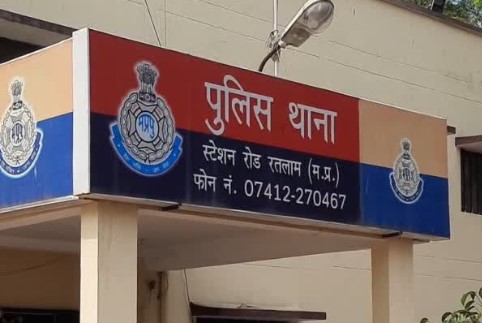 पुलिस थाना
स्टेशन रोड रतलाम (म.प्र.)
फोन नं. 07412-270467